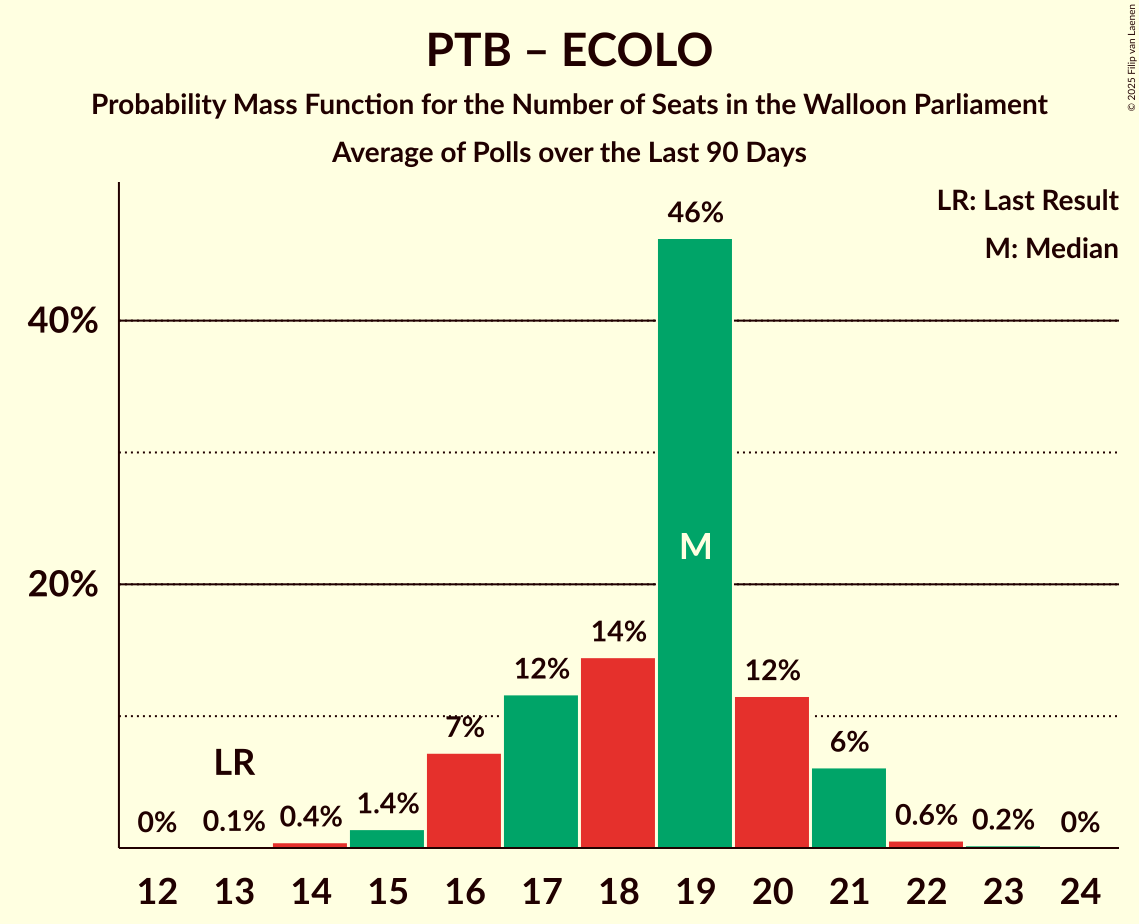 PTB – ECOLO
Probability Mass Function for the Number of Seats in the Walloon Parliament
Average of Polls over the Last 90 Days
© 2025 Filip van Laenen
LR: Last Result
M: Median
40%
20%
0%
0.1%
0.4%
1.4%
7%
12%
14%
46%
12%
6%
0.6%
0.2%
0%
LR
M
12 13 14 15 16 17 18 19 20 21 22 23 24